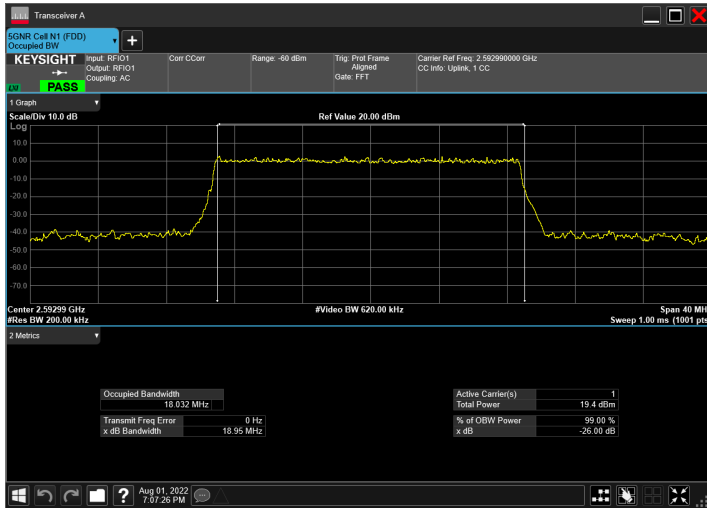 Transceiver A
5GNR Cell N1 (FDD)
Occupied BW
KEYSIGHT
Input: RFIO1
Output: RFIO1
Coupling: AC
Corr CCorr
Range: -60 dBm
Trig: Prot Frame
Aligned
Gate: FFT
Carrier Ref Freq: 2.592990000 GHz
CC Info: Uplink, 1 CC
PASS
1 Graph
Scale/Div 10.0 dB
Ref Value 20.00 dBm
Log
10.0
0.00
-10.0
-20.0
-30.0
-40.0
-50.0
-60.0
-70.0
Center 2.59299 GHz
#Video BW 620.00 kHz
Span 40 MH
#Res BW 200.00 kHz
Sweep 1.00 ms (1001 pts
2 Metrics
Occupied Bandwidth
18.032 MHz
Transmit Freq Error 0 Hz
x dB Bandwidth 18.95 MHz
Active Carrier(s) 1
Total Power 19.4 dBm
% of OBW Power 99.00 %
x dB -26.00 dB
Aug 01, 2022
7:07:26 PM